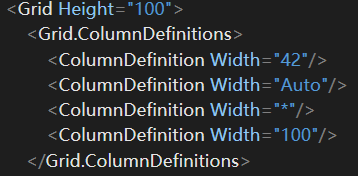 <Grid Height="100">
<Grid.ColumnDefinitions>
<ColumnDefinition Width="42"/>
<ColumnDefinition Width="Auto"/>
<ColumnDefinition Width="*"/>
<ColumnDefinition Width="100"/>
</Grid.ColumnDefinitions>